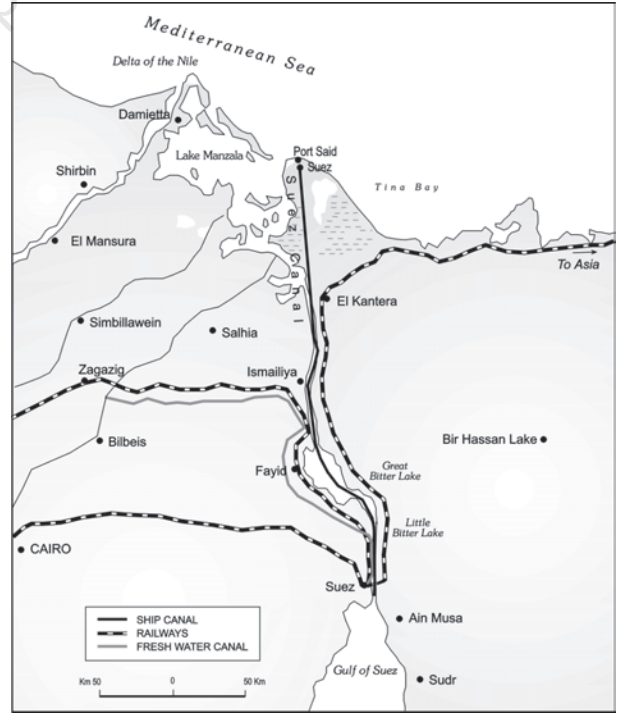 Mediterranean Sea
Delta of the Nile
Damietta
Lake Manzala
Port Said
Suez
Shirbin
Tina Bay
Suez Canal
El Mansura
To Asia
El Kantera
Simbillawein
Salhia
Zagazig
Ismailiya
Bilbeis
Bir Hassan Lake
Fayid
Great
Bitter Lake
Little
Bitter Lake
CAIRO
Suez
SHIP CANAL
RAILWAYS
FRESH WATER CANAL
Ain Musa
Gulf of Suez
Sudr
Km 50
0
50 Km